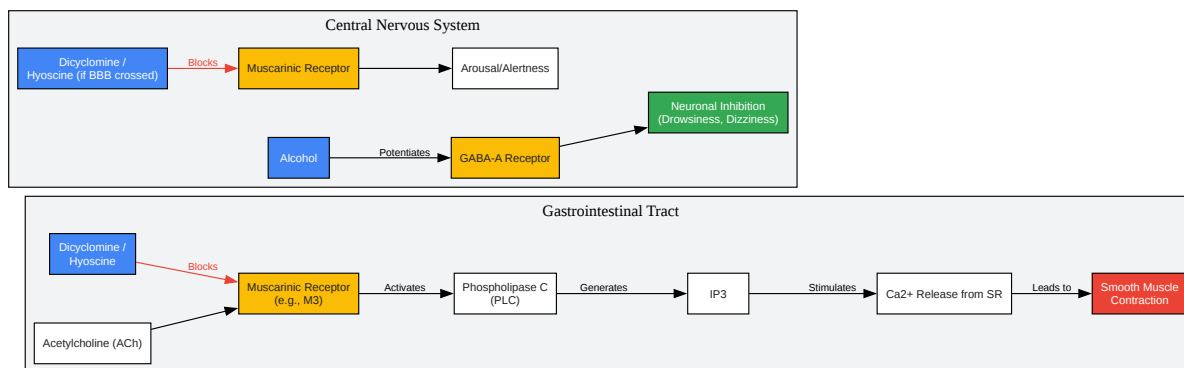 Central Nervous System
Dicyclomine /
Hyoscine (if BBB crossed)
Blocks
Muscarinic Receptor
Arousal/Alertness
Neuronal Inhibition
(Drowsiness, Dizziness)
Alcohol
Potentiates
GABA-A Receptor
Gastrointestinal Tract
Dicyclomine /
Hyoscine
Blocks
Muscarinic Receptor
(e.g., M3)
Activates
Phospholipase C
(PLC)
Generates
IP3
Stimulates
Ca2+ Release from SR
Leads to
Smooth Muscle
Contraction
Acetylcholine (ACh)